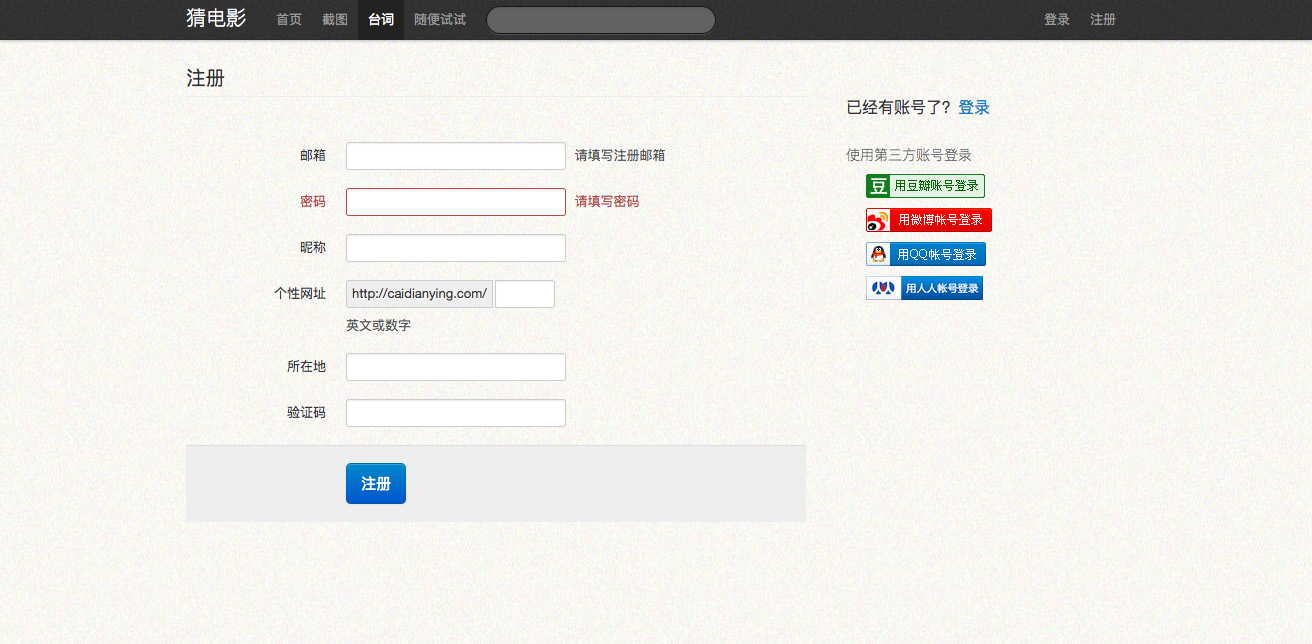 猜电影 首页 截图 台词 随便试试 登录 注册
注册
邮箱 请填写注册邮箱
密码 请填写密码
昵称
个性网址 http://caidianying.com/
英文或数字
所在地
验证码
注册
已经有账号了？登录
使用第三方账号登录
豆 用豆瓣账号登录
用微博帐号登录
用QQ帐号登录
用人人帐号登录